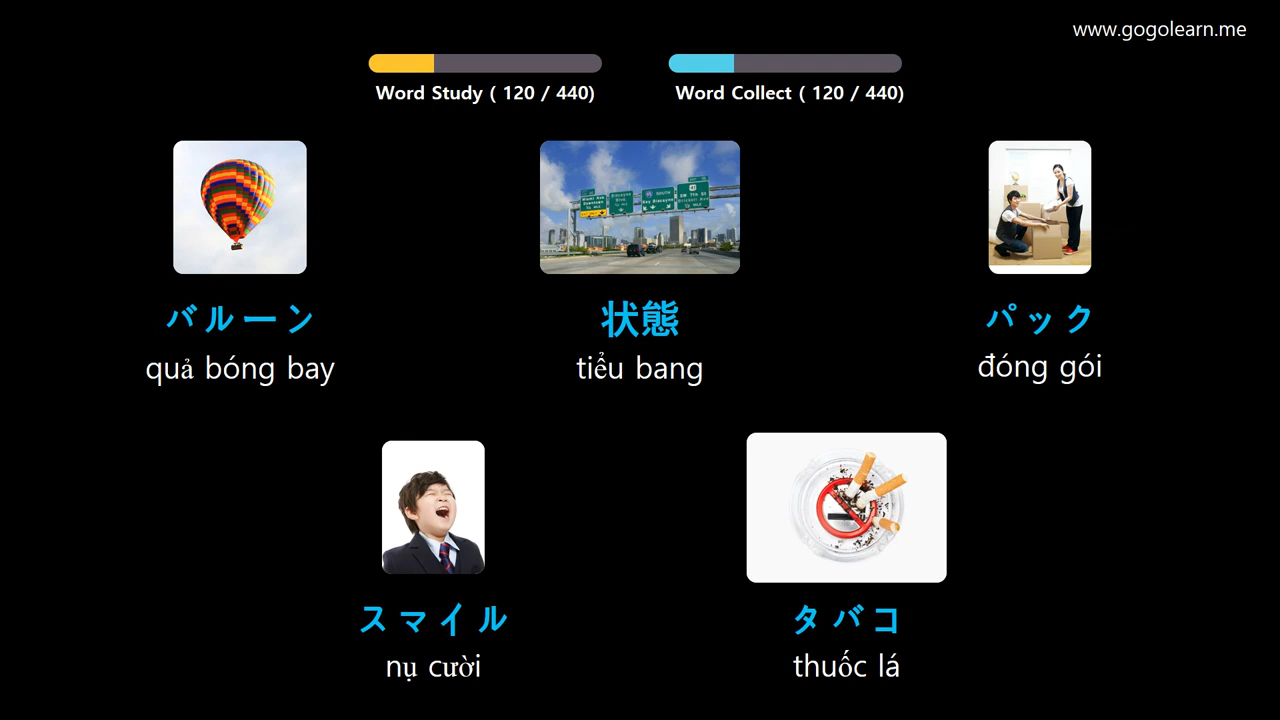 www.gogolearn.me
Word Study ( 120 / 440)
Word Collect ( 120 / 440)
バルーン
quả bóng bay
状態
tiểu bang
パック
đóng gói
スマイル
nụ cười
タバコ
thuốc lá